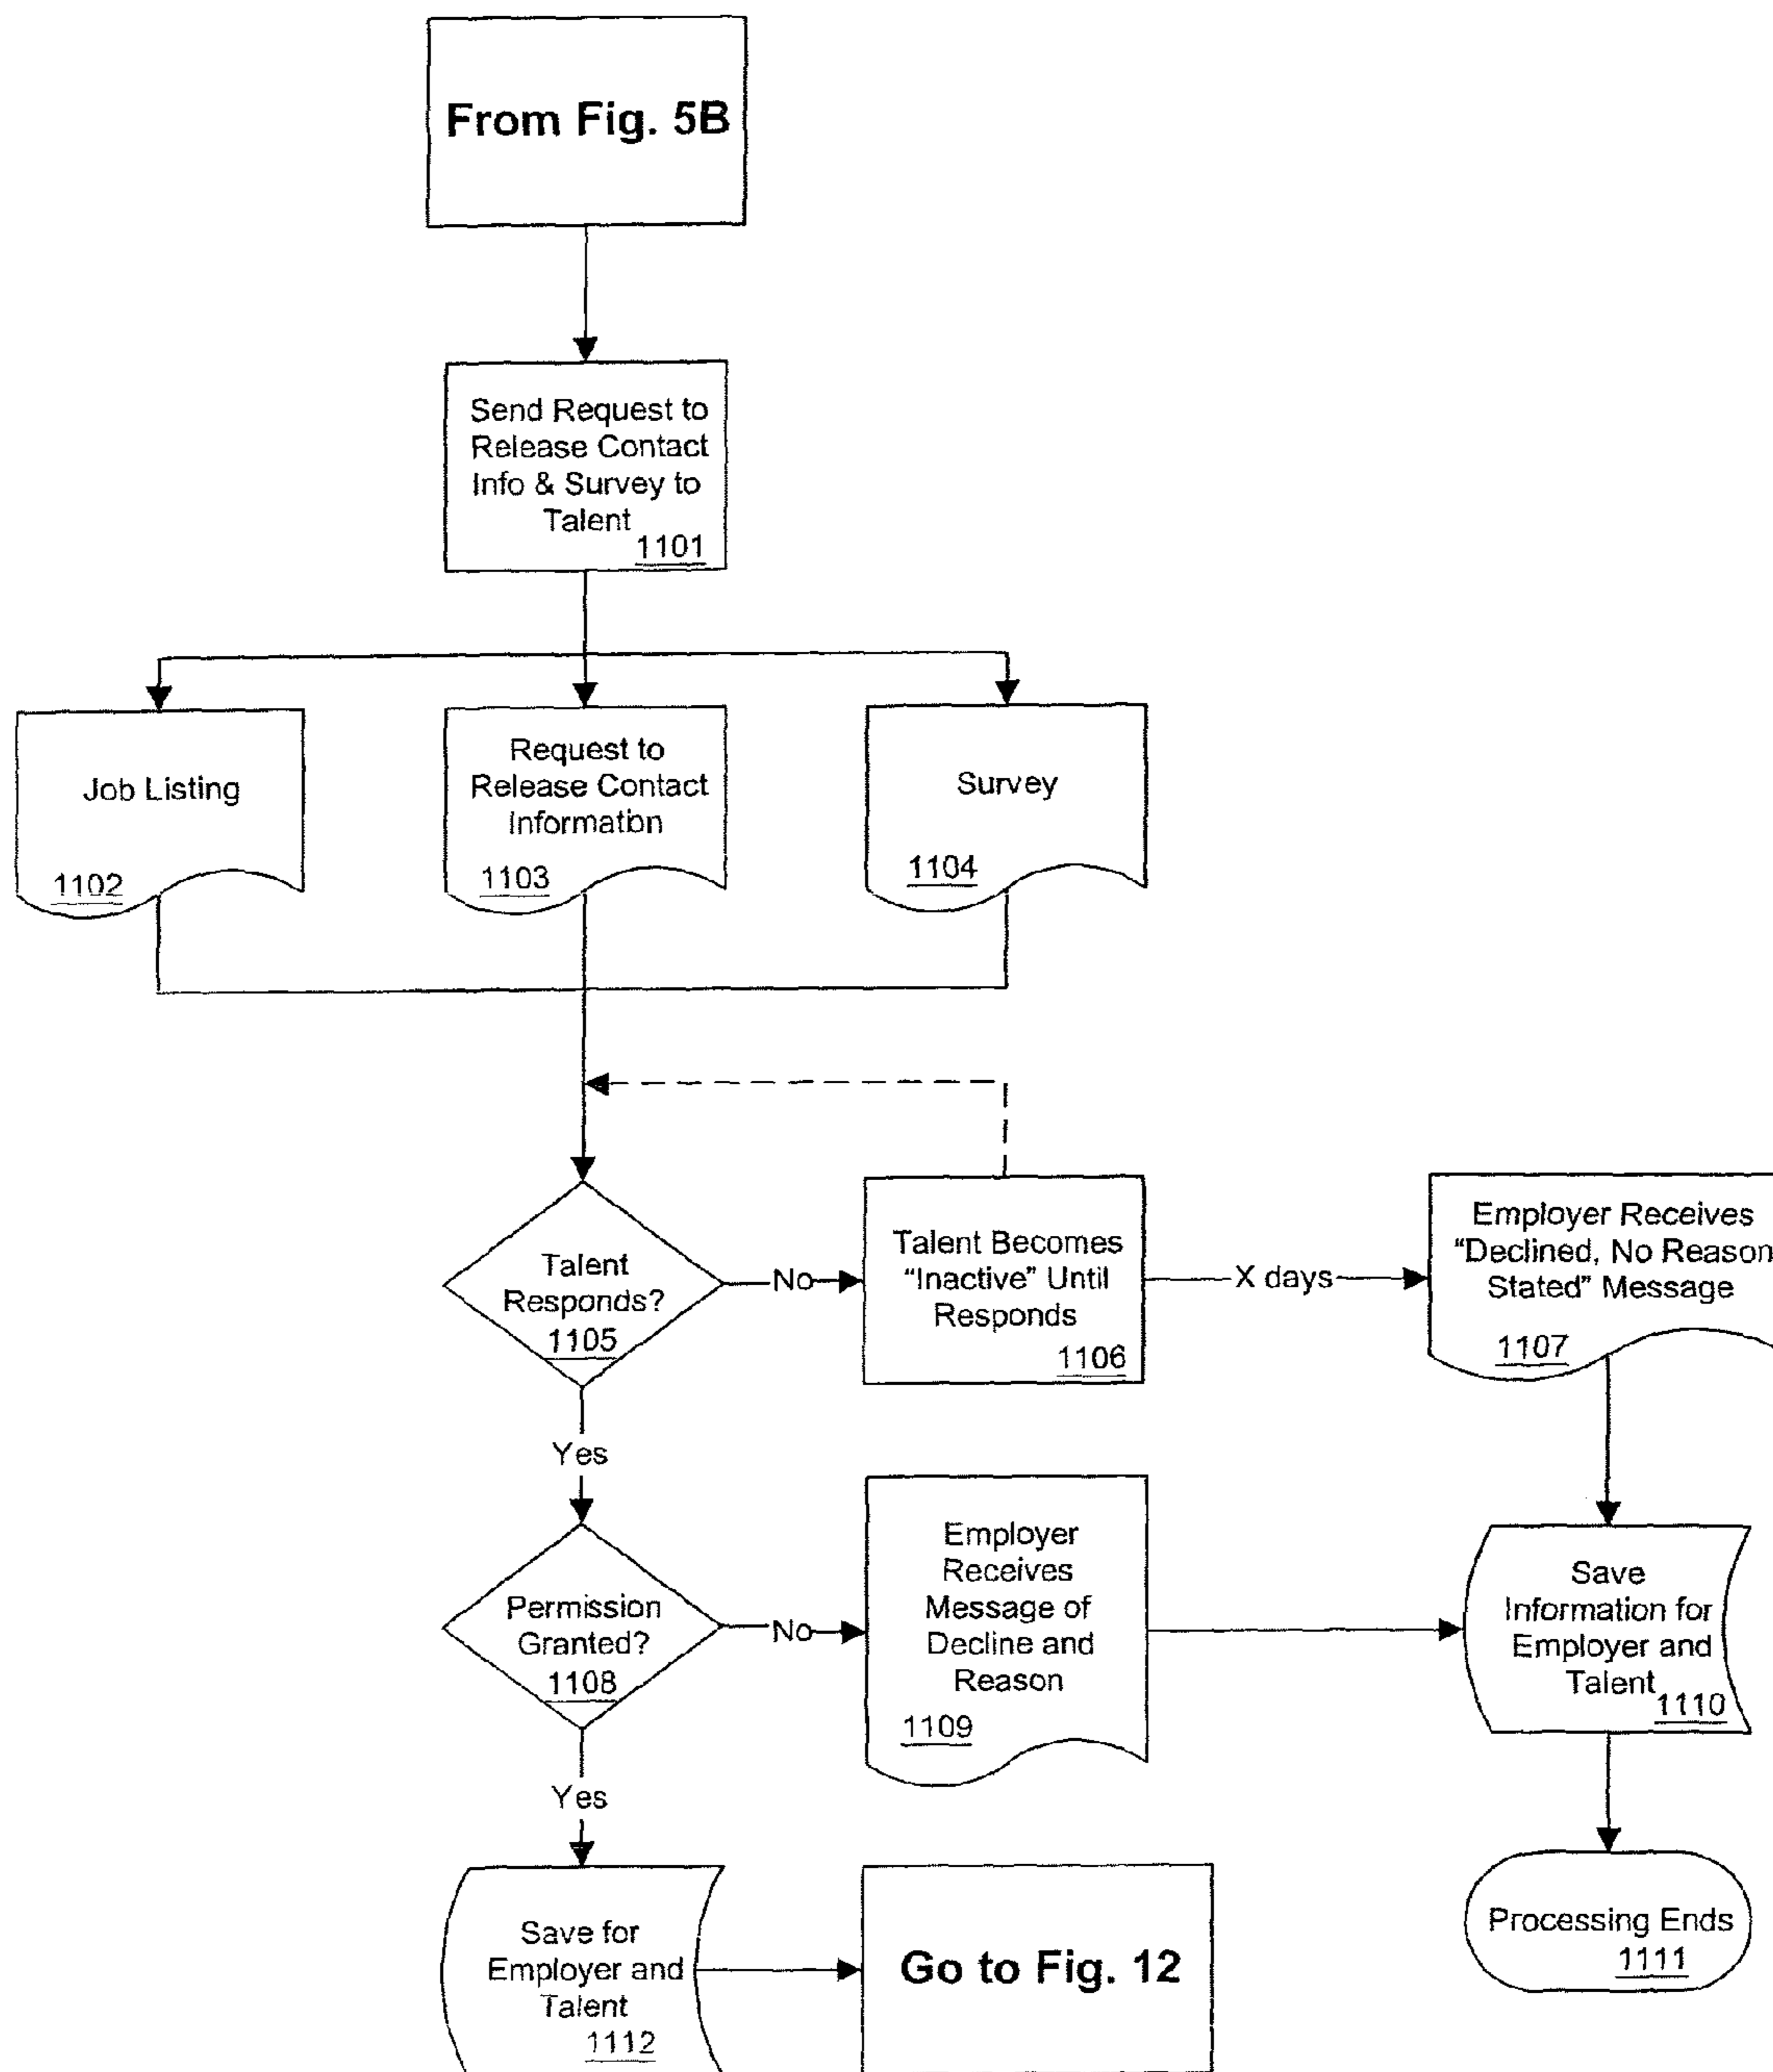 From Fig. 5B
Send Request to
Release Contact
Info & Survey to
Talent
1101
Job Listing
1102
Request to
Release Contact
Information
1103
Survey
1104
Talent
Responds?
1105
No
Talent Becomes
“Inactive” Until
Responds
1106
X days
Employer Receives
“Declined, No Reason
Stated” Message
1107
Yes
Permission
Granted?
1108
No
Employer
Receives
Message of
Decline and
Reason
1109
Save
Information for
Employer and
Talent
1110
Yes
Save for
Employer and
Talent
1112
Go to Fig. 12
Processing Ends
1111